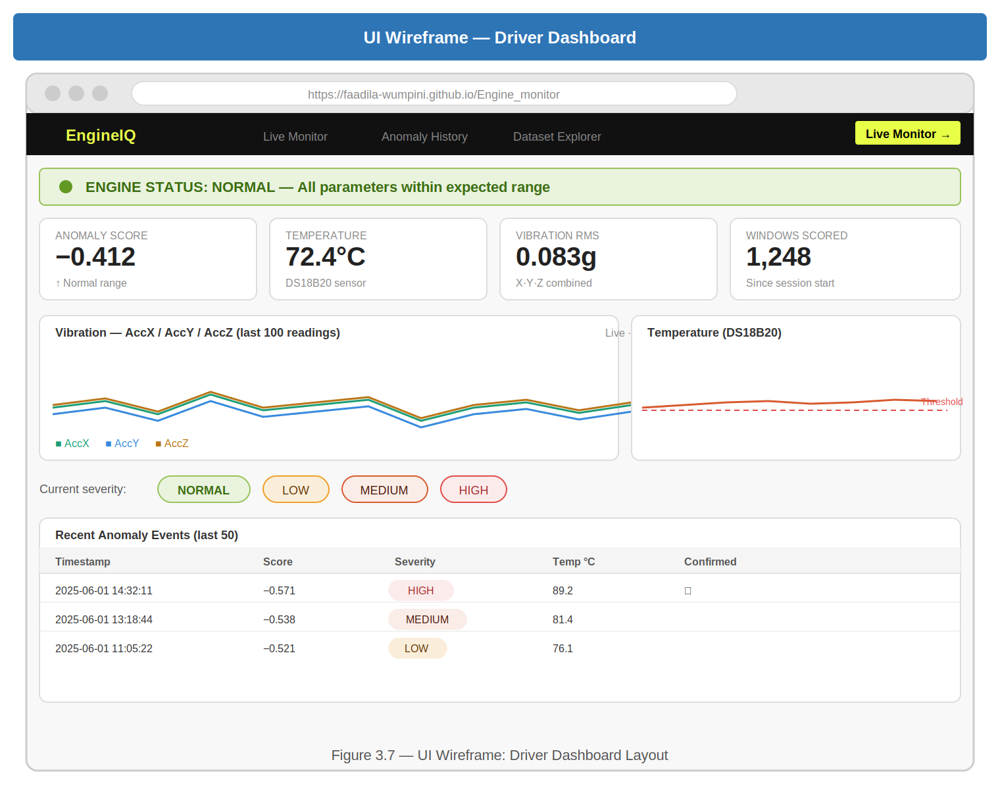 UI Wireframe — Driver Dashboard
https://faadila-wumpini.github.io/Engine_monitor
EngineIQ Live Monitor Anomaly History Dataset Explorer Live Monitor →
ENGINE STATUS: NORMAL — All parameters within expected range
ANOMALY SCORE
−0.412
↑ Normal range
TEMPERATURE
72.4°C
DS18B20 sensor
VIBRATION RMS
0.083g
X·Y·Z combined
WINDOWS SCORED
1,248
Since session start
Vibration — AccX / AccY / AccZ (last 100 readings) Live ·
■ AccX ■ AccY ■ AccZ
Temperature (DS18B20)
Threshold
Current severity: NORMAL LOW MEDIUM HIGH
Recent Anomaly Events (last 50)
Timestamp Score Severity Temp °C Confirmed
2025-06-01 14:32:11 −0.571 HIGH 89.2
2025-06-01 13:18:44 −0.538 MEDIUM 81.4
2025-06-01 11:05:22 −0.521 LOW 76.1
Figure 3.7 — UI Wireframe: Driver Dashboard Layout